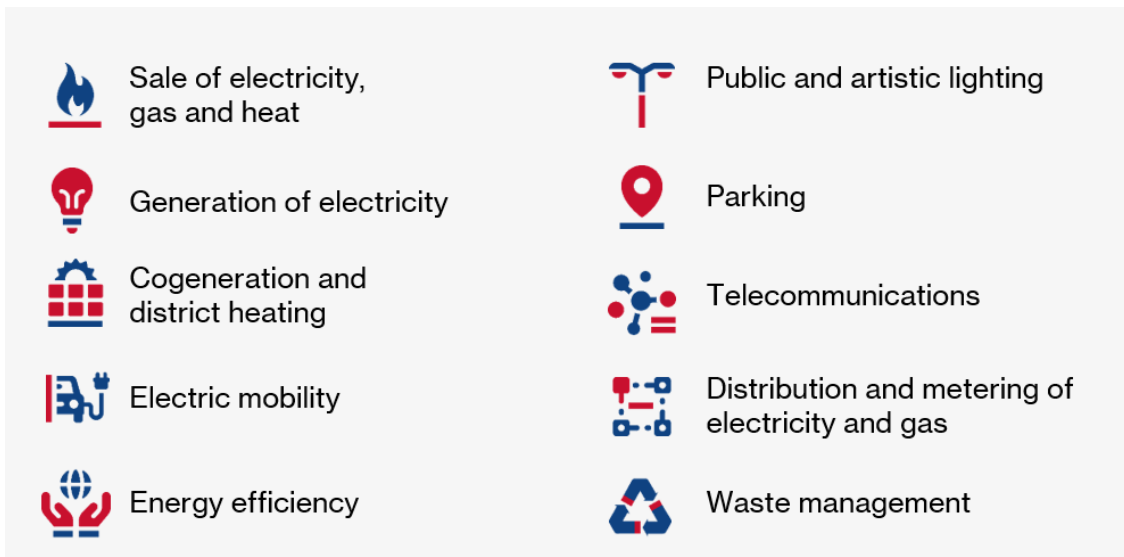 Sale of electricity,
gas and heat
Generation of electricity
Cogeneration and
district heating
Electric mobility
Energy efficiency
Public and artistic lighting
Parking
Telecommunications
Distribution and metering of
electricity and gas
Waste management